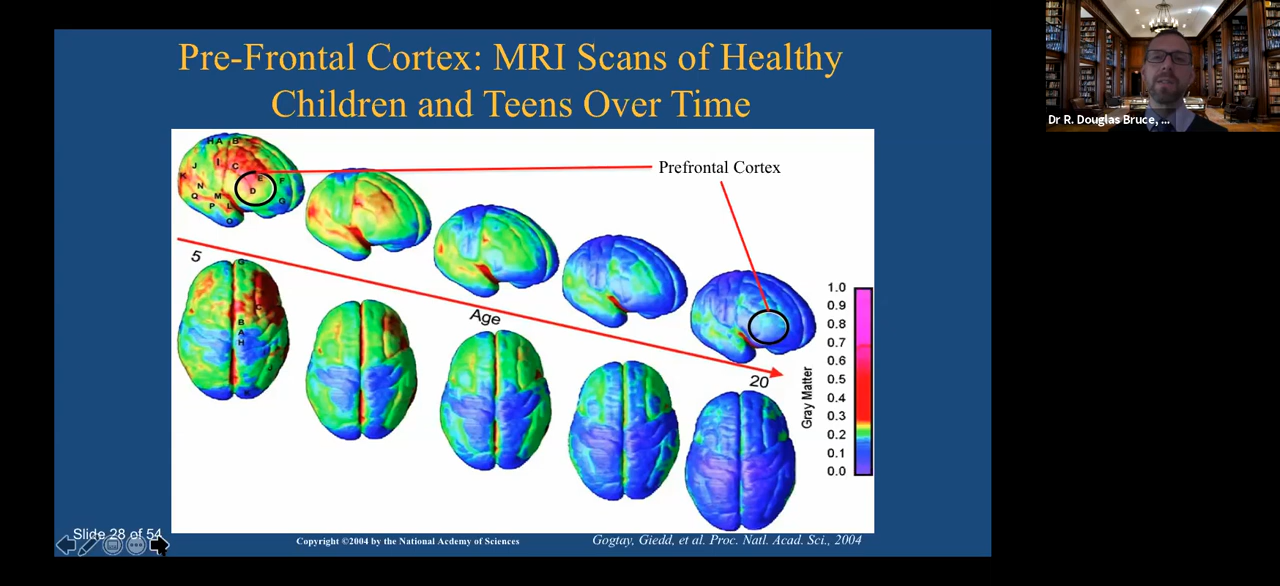 Pre-Frontal Cortex: MRI Scans of Healthy
Children and Teens Over Time
Dr R. Douglas Bruce, ...
Prefrontal Cortex
H A B
J I C
K E F
N D
Q M G
P L
O
5
G
C
B
A
H
J
K
Age
20
1.0
0.9
0.8
0.7
0.6
0.5
0.4
0.3
0.2
0.1
0.0
Gray Matter
Slide 28 of 54
Copyright ©2004 by the National Acdemy of Sciences
Gogtay, Giedd, et al. Proc. Natl. Acad. Sci., 2004